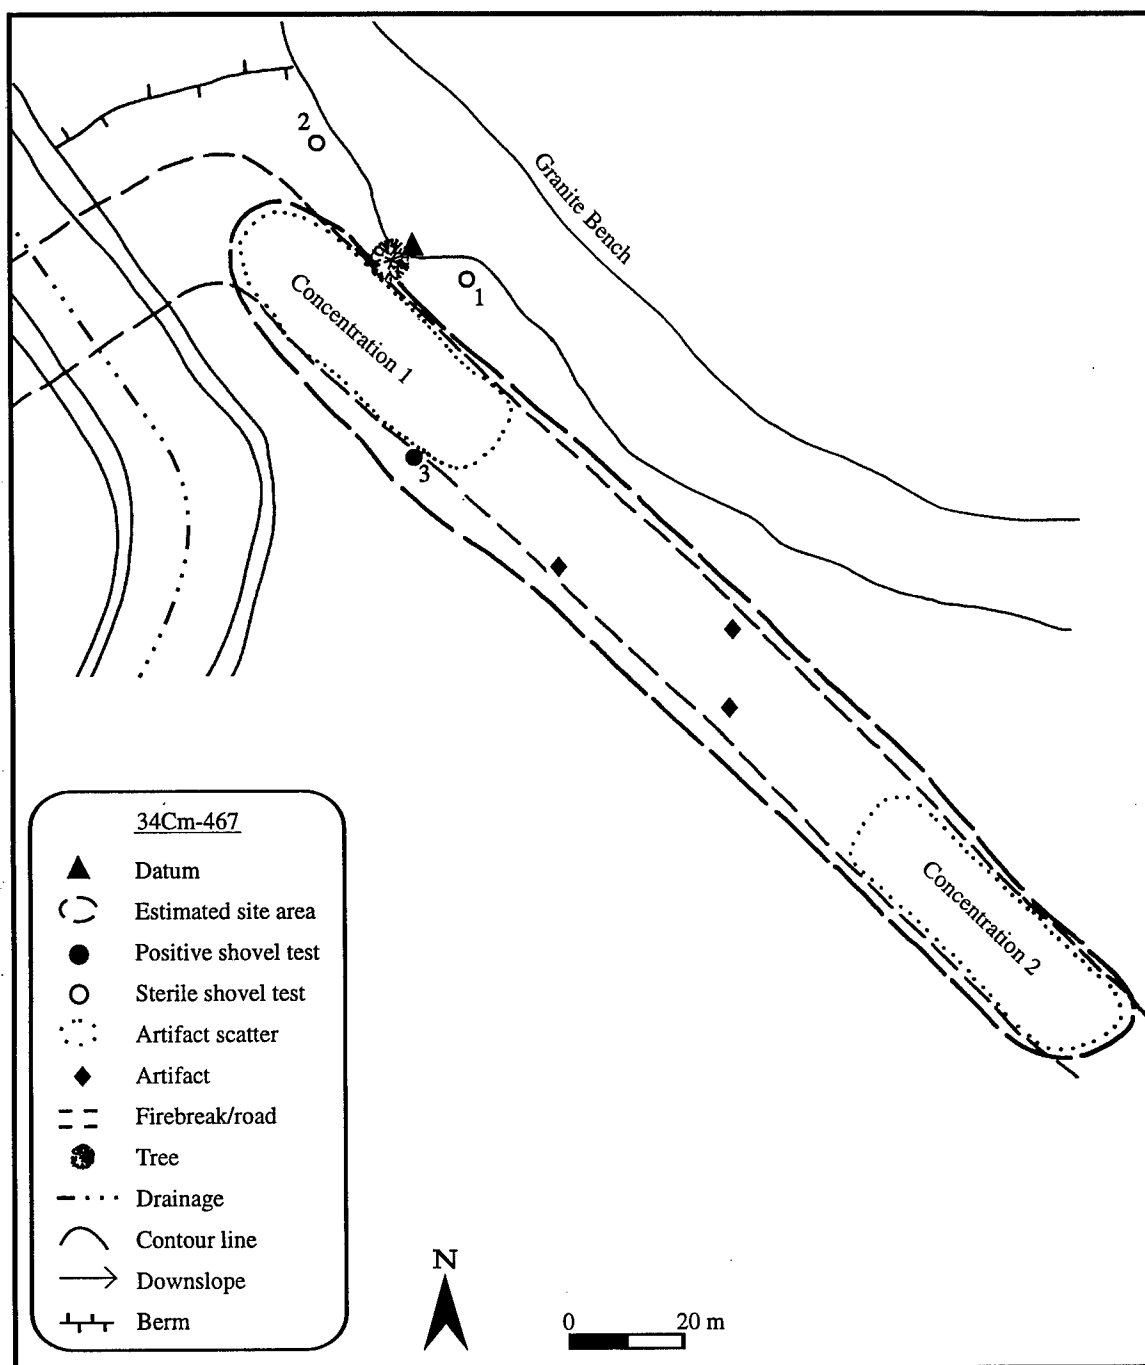 2
Granite Bench
1
Concentration 1
3
Concentration 2
34Cm-467
Datum
Estimated site area
Positive shovel test
Sterile shovel test
Artifact scatter
Artifact
Firebreak/road
Tree
Drainage
Contour line
Downslope
Berm
N
0 20 m